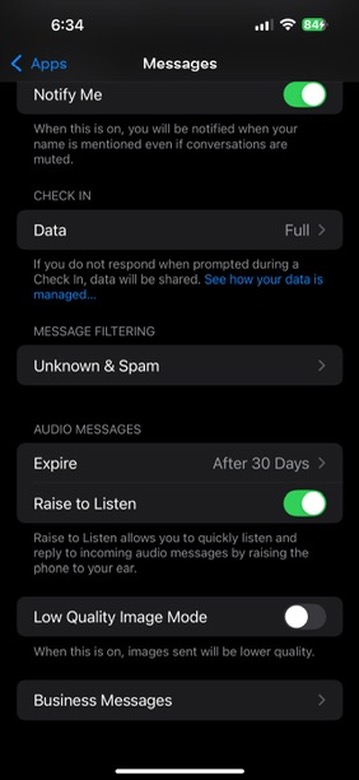 6:34
84
Apps
Messages
Notify Me
When this is on, you will be notified when your
name is mentioned even if conversations are
muted.
CHECK IN
Data
Full
If you do not respond when prompted during a
Check In, data will be shared. See how your data is
managed...
MESSAGE FILTERING
Unknown & Spam
AUDIO MESSAGES
Expire
After 30 Days
Raise to Listen
Raise to Listen allows you to quickly listen and
reply to incoming audio messages by raising the
phone to your ear.
Low Quality Image Mode
When this is on, images sent will be lower quality.
Business Messages